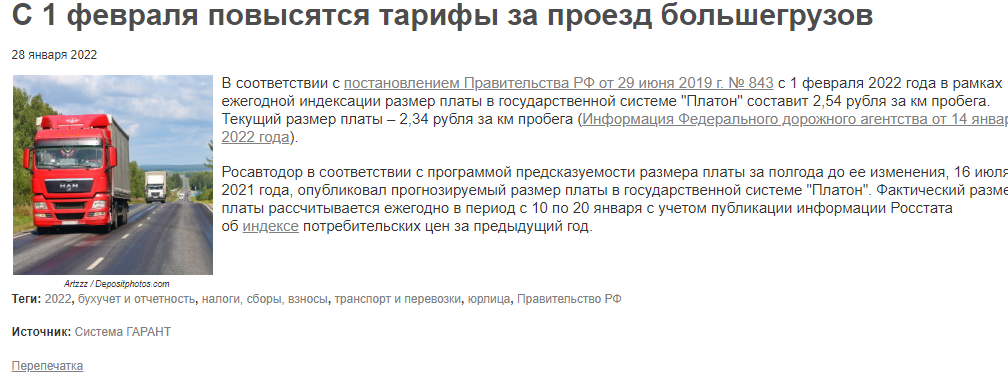 С 1 февраля повысятся тарифы за проезд большегрузов
28 января 2022
В соответствии с постановлением Правительства РФ от 29 июня 2019 г. № 843 с 1 февраля 2022 года в рамках
ежегодной индексации размер платы в государственной системе "Платон" составит 2,54 рубля за км пробега.
Текущий размер платы – 2,34 рубля за км пробега (Информация Федерального дорожного агентства от 14 январ
2022 года).
Росавтодор в соответствии с программой предсказуемости размера платы за полгода до ее изменения, 16 июля
2021 года, опубликовал прогнозируемый размер платы в государственной системе "Платон". Фактический разме
платы рассчитывается ежегодно в период с 10 по 20 января с учетом публикации информации Росстата
об индексе потребительских цен за предыдущий год.
MAN
Artzzz / Depositphotos.com
Теги: 2022, бухучет и отчетность, налоги, сборы, взносы, транспорт и перевозки, юрлица, Правительство РФ
Источник: Система ГАРАНТ
Перепечатка